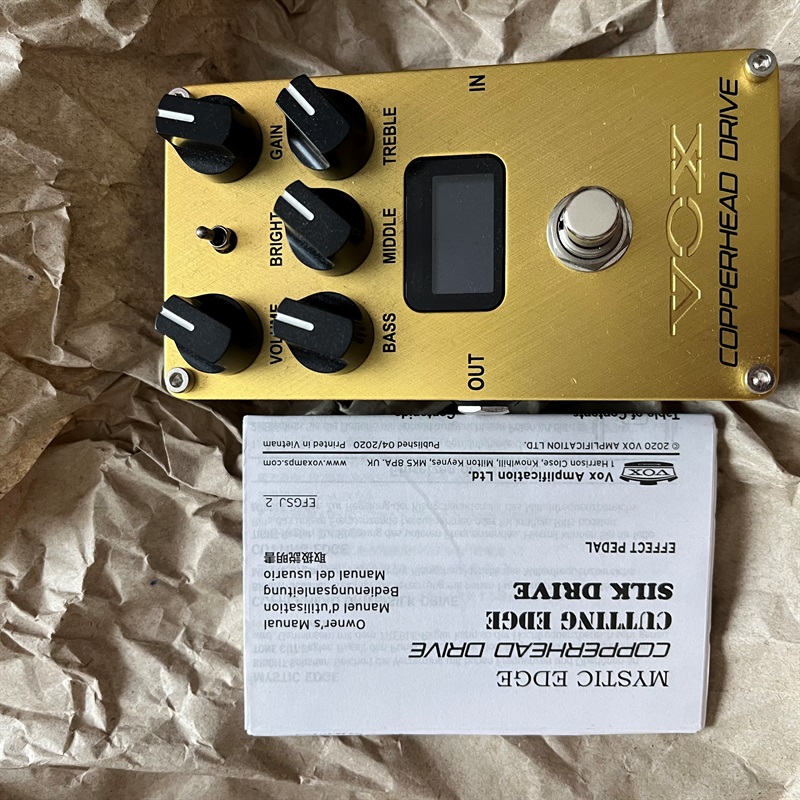 GAIN
TREBLE
BRIGHT
MIDDLE
VOLUME
BASS
IN
OUT
VOX
COPPERHEAD DRIVE
MYSTIC EDGE
COPPERHEAD DRIVE
CUTTING EDGE
SILK DRIVE
EFFECT PEDAL
Owner's Manual
Manuel d'utilisation
Bedienungsanleitung
Manual del usuario
取扱説明書
EFGSJ 2
VOX
Vox Amplification Ltd.
1 Harrison Close, Knowlhill, Milton Keynes, MK5 8PA. UK www.voxamps.com
© 2020 VOX AMPLIFICATION LTD. Published 04/2020 Printed in Vietnam
Table of Contents